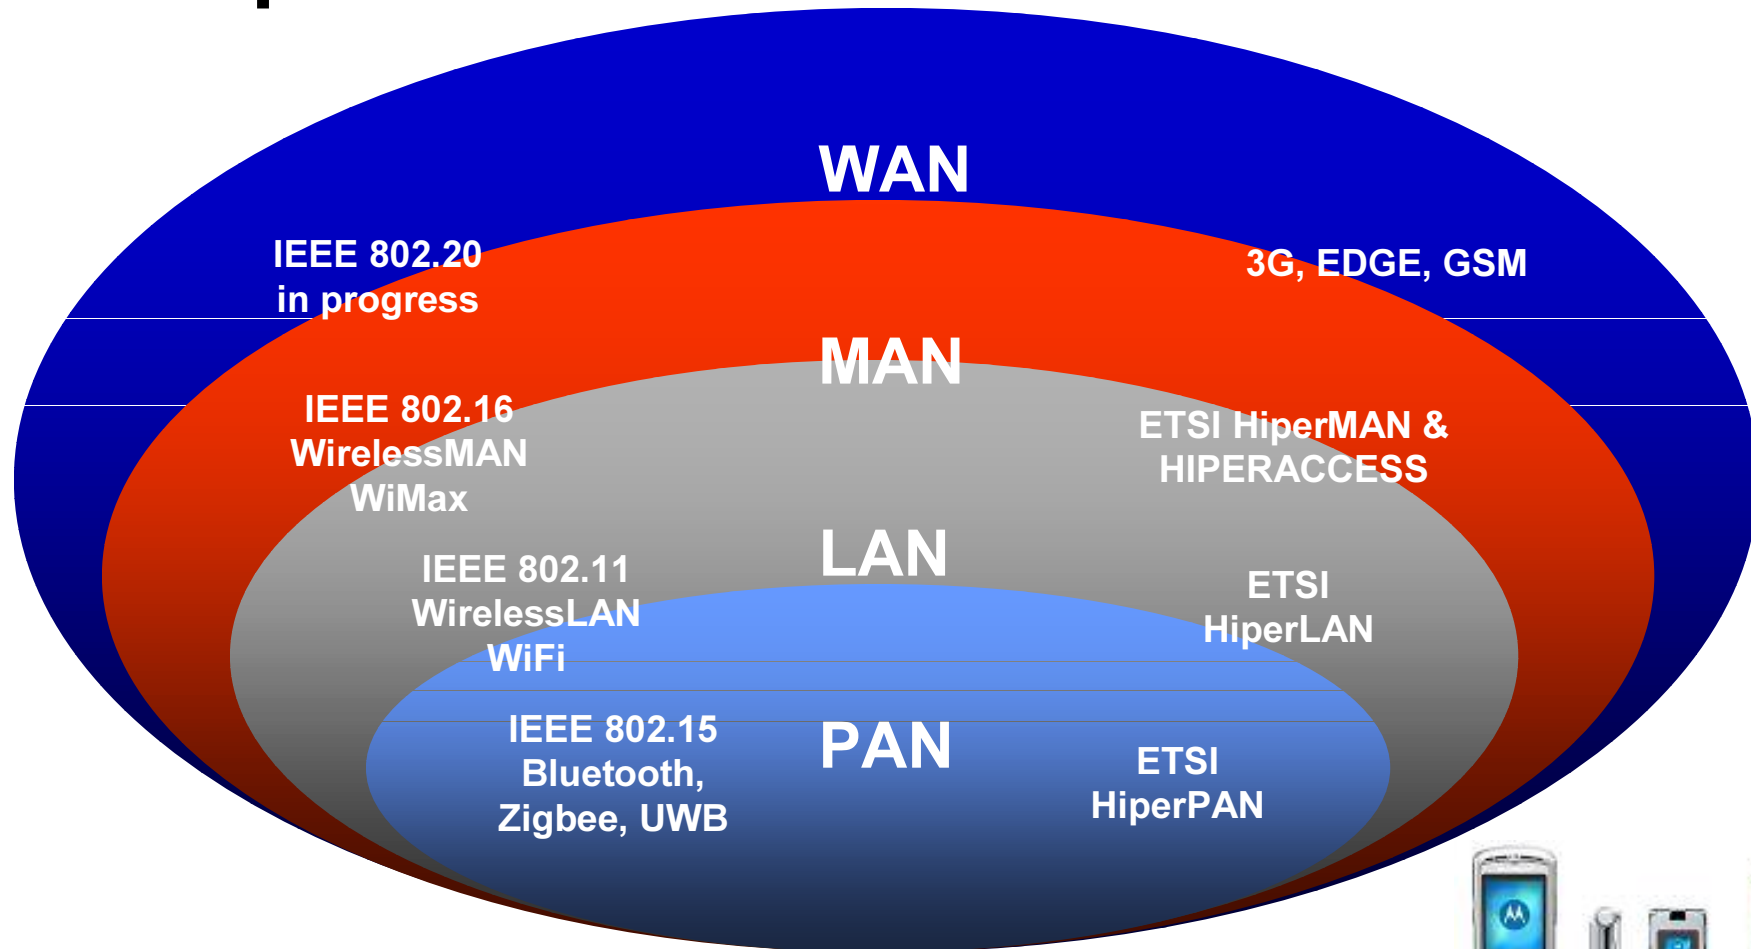 WAN
IEEE 802.20
in progress
3G, EDGE, GSM
MAN
IEEE 802.16
WirelessMAN
WiMax
ETSI HiperMAN &
HIPERACCESS
LAN
IEEE 802.11
WirelessLAN
WiFi
ETSI
HiperLAN
PAN
IEEE 802.15
Bluetooth,
Zigbee, UWB
ETSI
HiperPAN